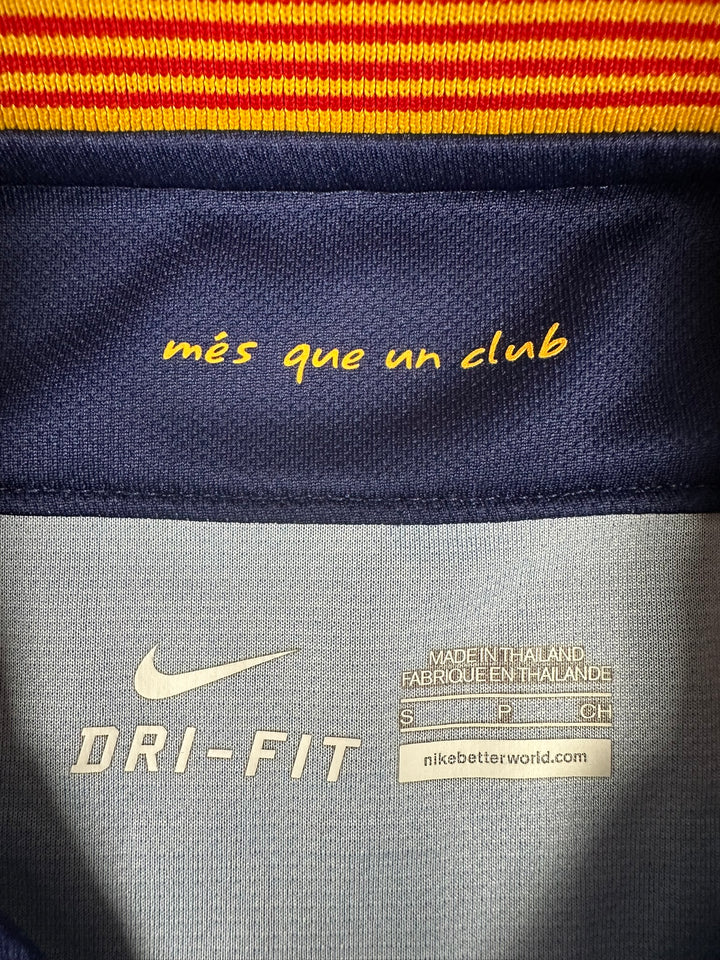 més que un club
MADE IN THAILAND
FABRIQUE EN THAILANDE
S P CH
DRI-FIT
nikebetterworld.com